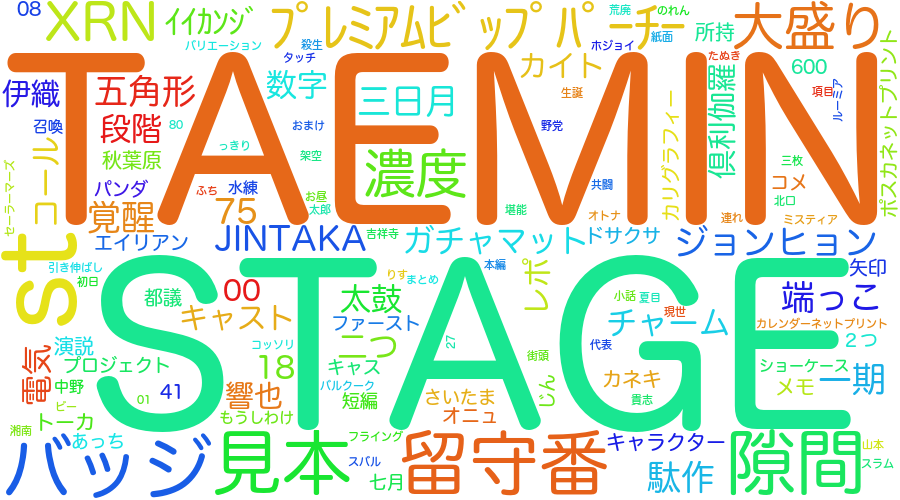 08
XRN
イイカンジ
プレミアムビップパーチー
荒廃
のれん
紙面
所持
大盛り
バリエーション
殺生
タッチ
ホジョイ
たぬき
TAEMIN
伊織
五角形
数字
カイト
生誕
600
項目
ルーミア
ポスカネットプリント
三日月
倶利伽羅
召喚
段階
80
おまけ
野党
コール
っきり
秋葉原
架空
濃度
三枚
カリグラフィー
セーラーマーズ
パンダ
ふち
水練
お昼
太郎
共闘
コメ
北口
覚醒
75
堪能
オトナ
連れ
ミスティア
エイリアン
JINTAKA
吉祥寺
ガチャマット
ドサクサ
ジョンヒョン
st
STAGE
引き伸ばし
初日
りす
まとめ
本編
矢印
00
都議
太鼓
レポ
小話
夏目
端っこ
キャスト
ファースト
現世
チャーム
カレンダーネットプリント
演説
コッソリ
二つ
27
代表
2つ
電気
プロジェクト
18
キャス
街頭
ショーケース
中野
41
バルクーク
カネキ
メモ
一期
01
響也
短編
さいたま
じん
貴志
ビー
トーカ
もうしわけ
オニュ
湘南
あっち
フライング
キャラクター
山本
バッジ
見本
スバル
留守番
隙間
スラム
七月
駄作